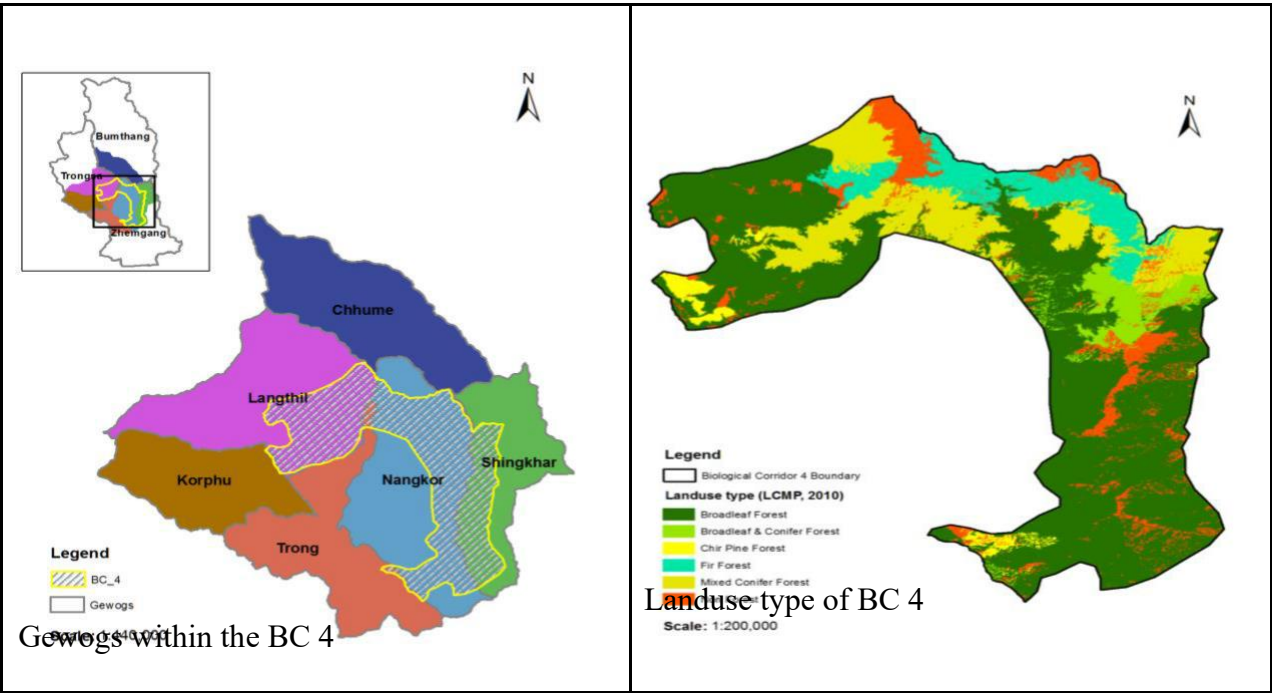 N
Bumthang
Trongsa
Zhemgang
Chhume
Langthil
Korphu
Nangkor
Shingkhar
Trong
Legend
BC_4
Gewogs
Gewogs within the BC 4
N
Legend
Biological Corridor 4 Boundary
Landuse type (LCMP, 2010)
Broadleaf Forest
Broadleaf & Conifer Forest
Chir Pine Forest
Fir Forest
Mixed Conifer Forest
Landuse type of BC 4
Scale: 1:200,000